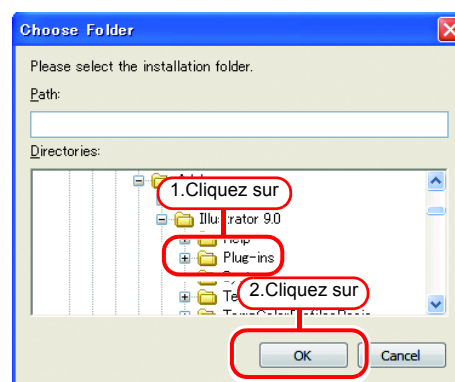 Choose Folder
Please select the installation folder.
Path:
Directories:
1.Cliquez sur
Illustrator 9.0
Help
Plug-ins
2.Cliquez sur
OK
Cancel